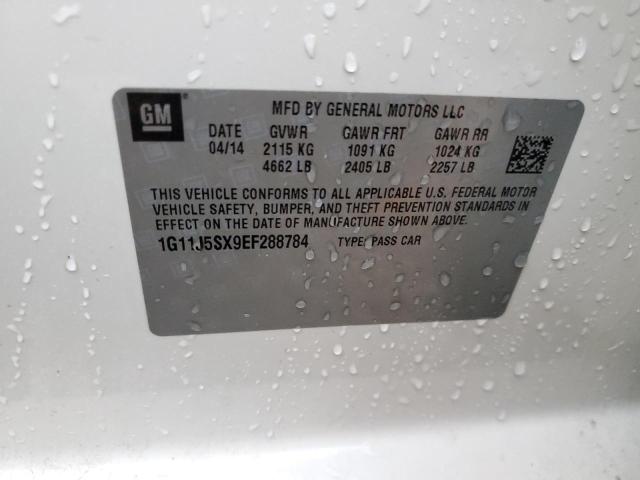 GM
MFD BY GENERAL MOTORS LLC
DATE GVWR GAWR FRT GAWR RR
04/14 2115 KG 1091 KG 1024 KG
4662 LB 2405 LB 2257 LB
THIS VEHICLE CONFORMS TO ALL APPLICABLE U.S. FEDERAL MOTOR
VEHICLE SAFETY, BUMPER, AND THEFT PREVENTION STANDARDS IN
EFFECT ON THE DATE OF MANUFACTURE SHOWN ABOVE.
1G11J5SX9EF288784 TYPE: PASS CAR